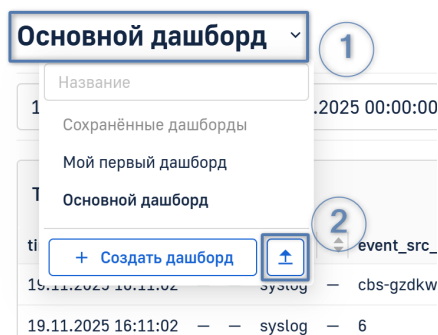 Основной дашборд
1
Название
1
.2025 00:00:00
Сохранённые дашборды
Мой первый дашборд
Т
Основной дашборд
2
ti
event_src_
+ Создать дашборд
19.11.2025 16:11:02 — — syslog — cbs-gzdkw
19.11.2025 16:11:02 — — syslog — 6